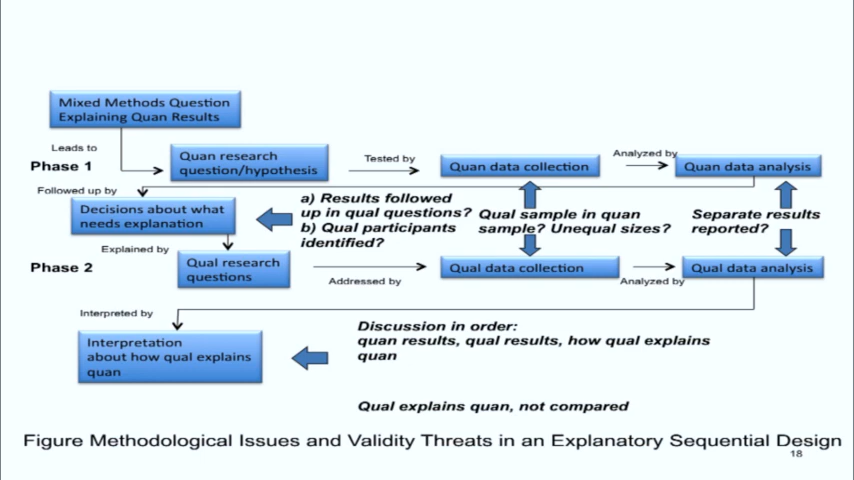 Mixed Methods Question
Explaining Quan Results
Leads to
Phase 1
Quan research
question/hypothesis
Tested by
Quan data collection
Analyzed by
Quan data analysis
Followed up by
Decisions about what
needs explanation
a) Results followed
up in qual questions?
b) Qual participants
identified?
Qual sample in quan
sample? Unequal sizes?
Separate results
reported?
Explained by
Phase 2
Qual research
questions
Addressed by
Qual data collection
Analyzed by
Qual data analysis
Interpreted by
Interpretation
about how qual explains
quan
Discussion in order:
quan results, qual results, how qual explains
quan
Qual explains quan, not compared
Figure Methodological Issues and Validity Threats in an Explanatory Sequential Design
18